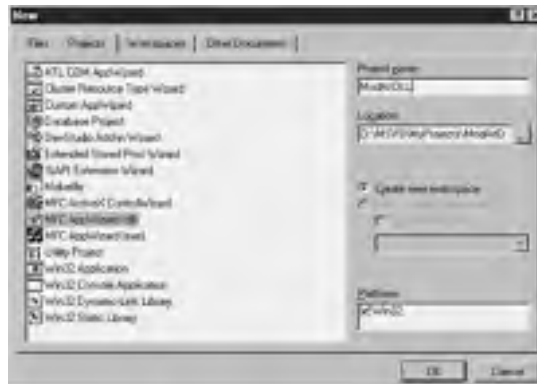 New
Files Projects Workspaces Other Documents
ATL COM AppWizard
Cluster Resource Type Wizard
Custom AppWizard
Database Project
DevStudio Add-in Wizard
Extended Stored Proc Wizard
ISAPI Extension Wizard
Makefile
MFC ActiveX ControlWizard
MFC AppWizard (dll)
MFC AppWizard (exe)
Utility Project
Win32 Application
Win32 Console Application
Win32 Dynamic-Link Library
Win32 Static Library
Project name:
Location:
Create new workspace
Platforms:
Win32
OK Cancel